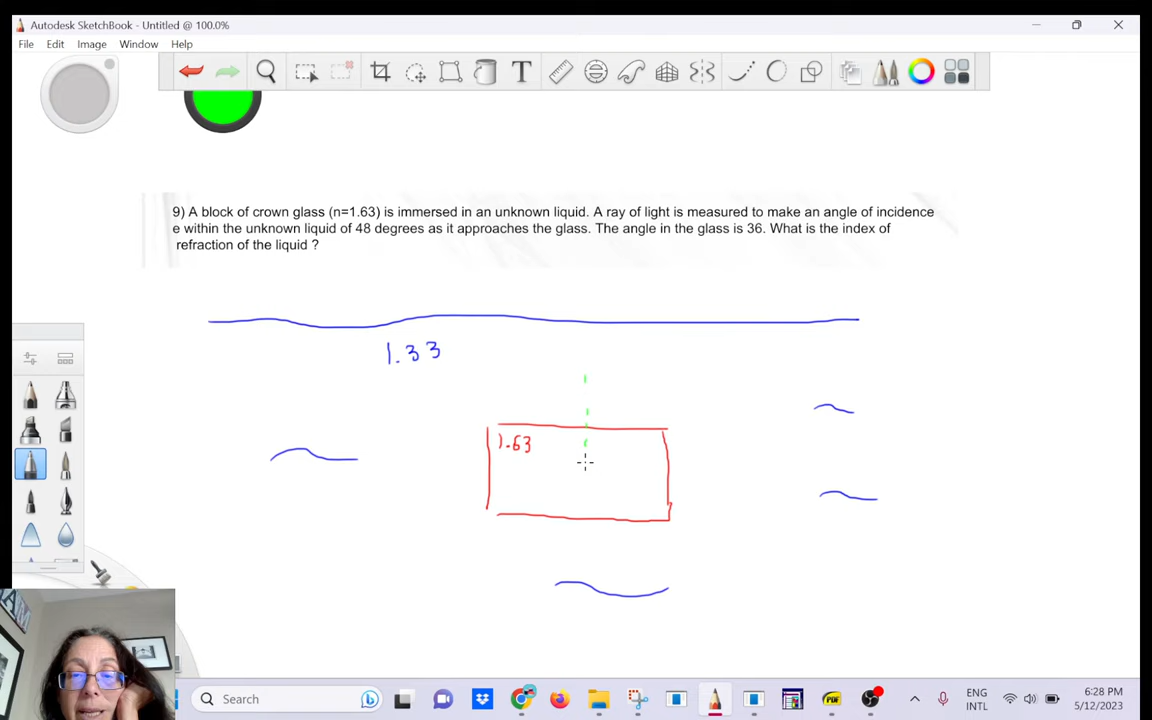 Autodesk SketchBook - Untitled @ 100.0%
File Edit Image Window Help
T
9) A block of crown glass (n=1.63) is immersed in an unknown liquid. A ray of light is measured to make an angle of incidence
e within the unknown liquid of 48 degrees as it approaches the glass. The angle in the glass is 36. What is the index of
refraction of the liquid ?
1.33
1.63
AM
Search
PDF
ENG
INTL
6:28 PM
5/12/2023